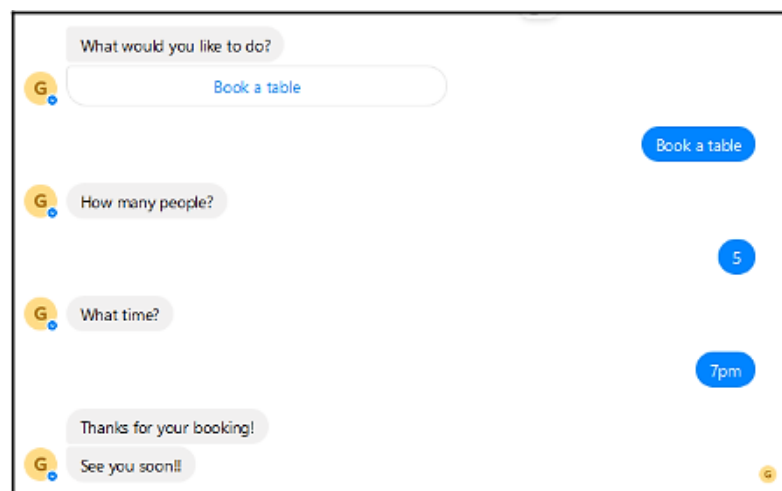 What would you like to do?
G
Book a table
Book a table
G
How many people?
5
G
What time?
7pm
Thanks for your booking!
G
See you soon!!
G